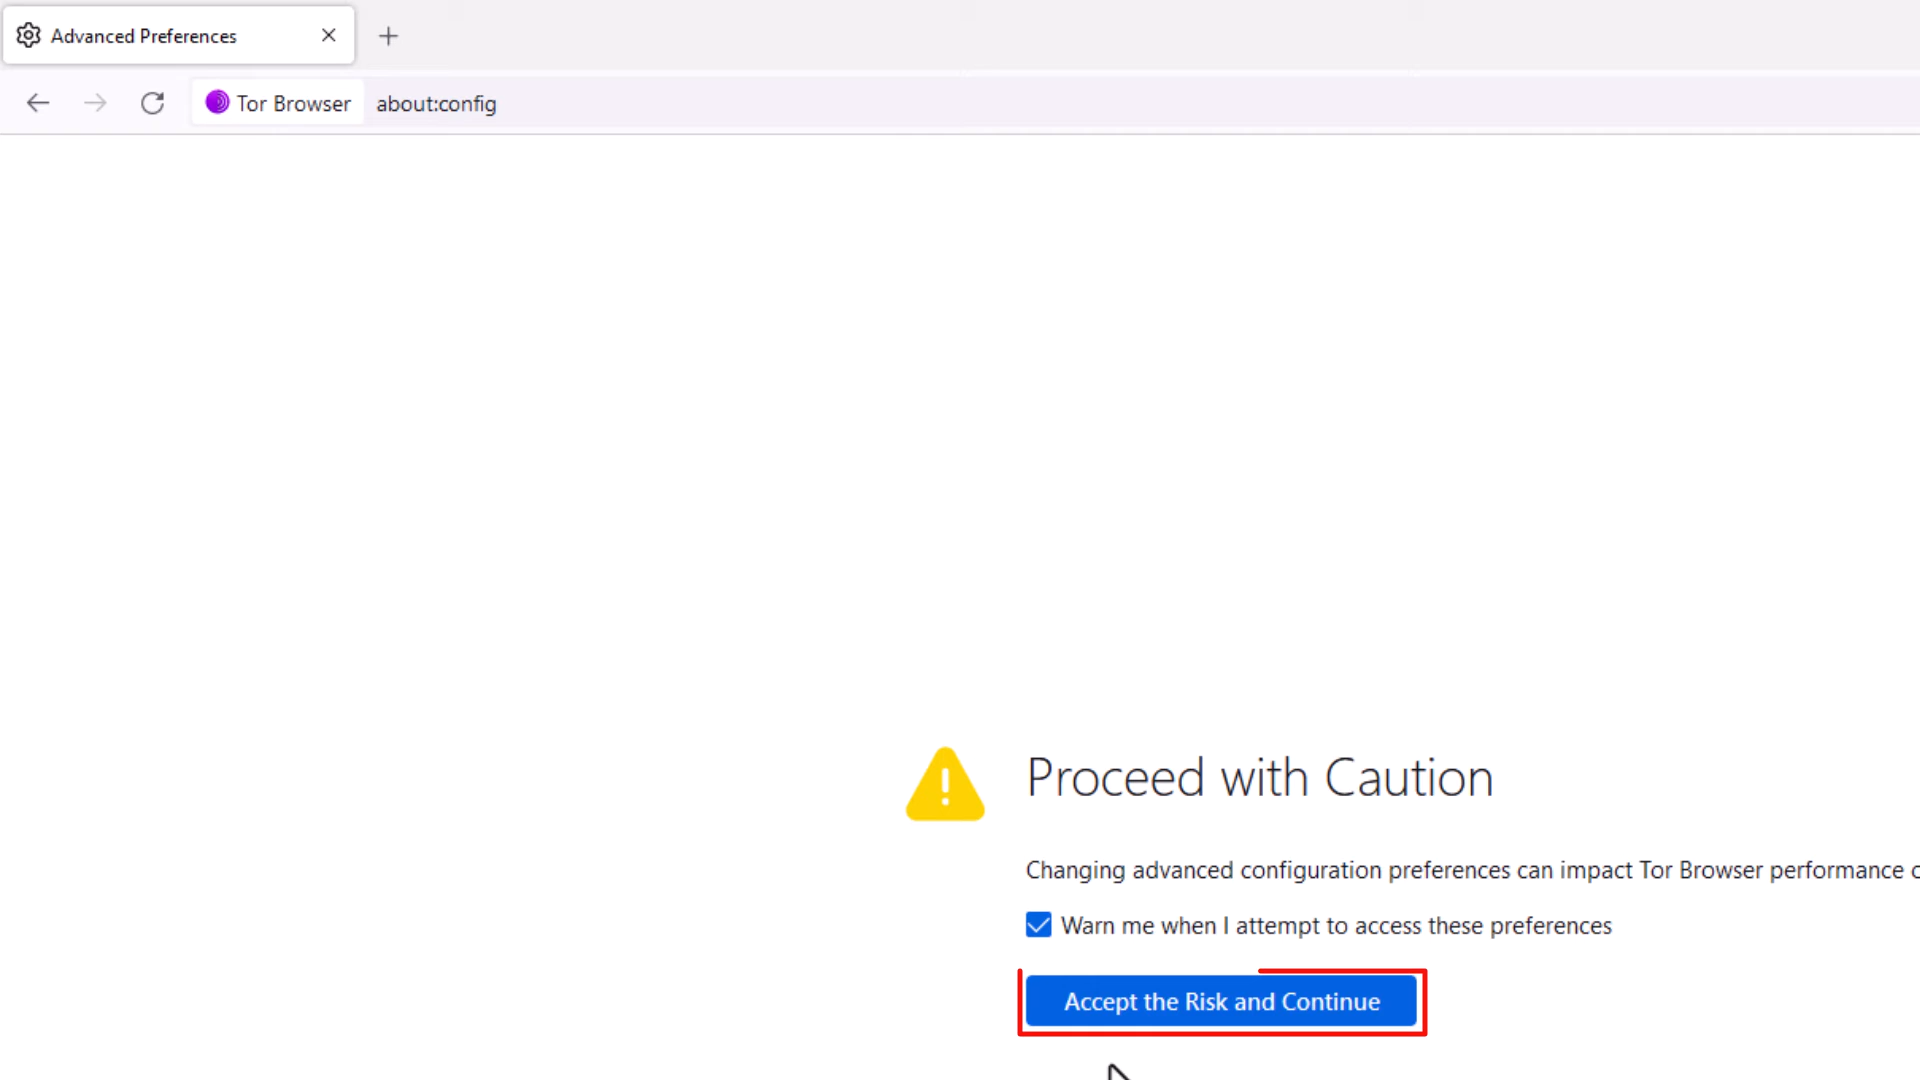 Advanced Preferences
Tor Browser about:config
Proceed with Caution
Changing advanced configuration preferences can impact Tor Browser performance
Warn me when I attempt to access these preferences
Accept the Risk and Continue